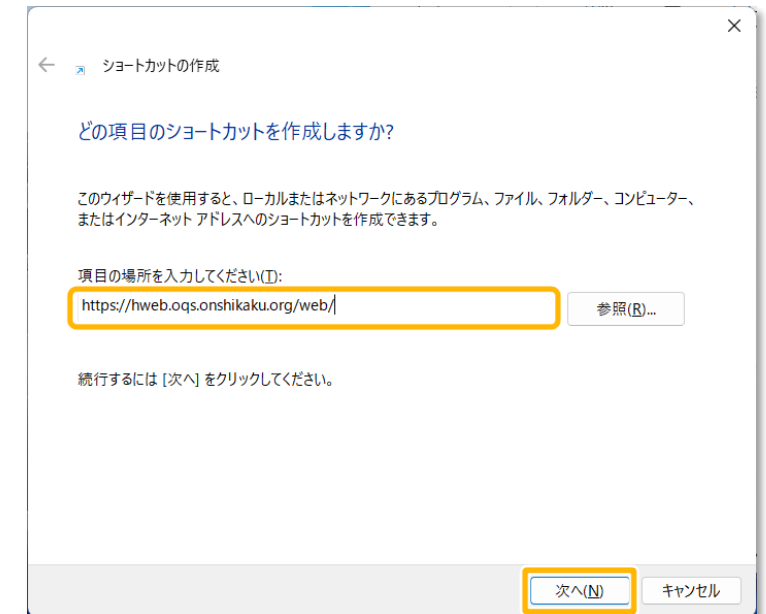 ショートカットの作成
どの項目のショートカットを作成しますか?
このウィザードを使用すると、ローカルまたはネットワークにあるプログラム、ファイル、フォルダー、コンピューター、
またはインターネット アドレスへのショートカットを作成できます。
項目の場所を入力してください(T):
https://hweb.oqs.onshikaku.org/web/
参照(R)...
続行するには [次へ] をクリックしてください。
次へ(N)
キャンセル